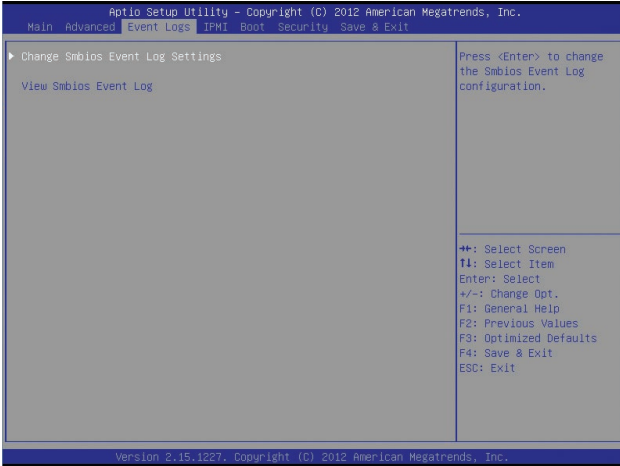 Aptio Setup Utility – Copyright (C) 2012 American Megatrends, Inc.
Main Advanced Event Logs IPMI Boot Security Save & Exit
▶ Change Smbios Event Log Settings
View Smbios Event Log
Press <Enter> to change
the Smbios Event Log
configuration.
→←: Select Screen
↑↓: Select Item
Enter: Select
+/-: Change Opt.
F1: General Help
F2: Previous Values
F3: Optimized Defaults
F4: Save & Exit
ESC: Exit
Version 2.15.1227. Copyright (C) 2012 American Megatrends, Inc.